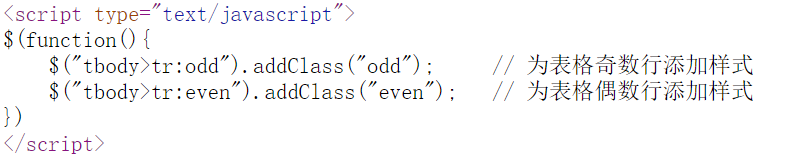 <script type="text/javascript">
$(function(){
    $("tbody>tr:odd").addClass("odd");     // 为表格奇数行添加样式
    $("tbody>tr:even").addClass("even");   // 为表格偶数行添加样式
})
</script>